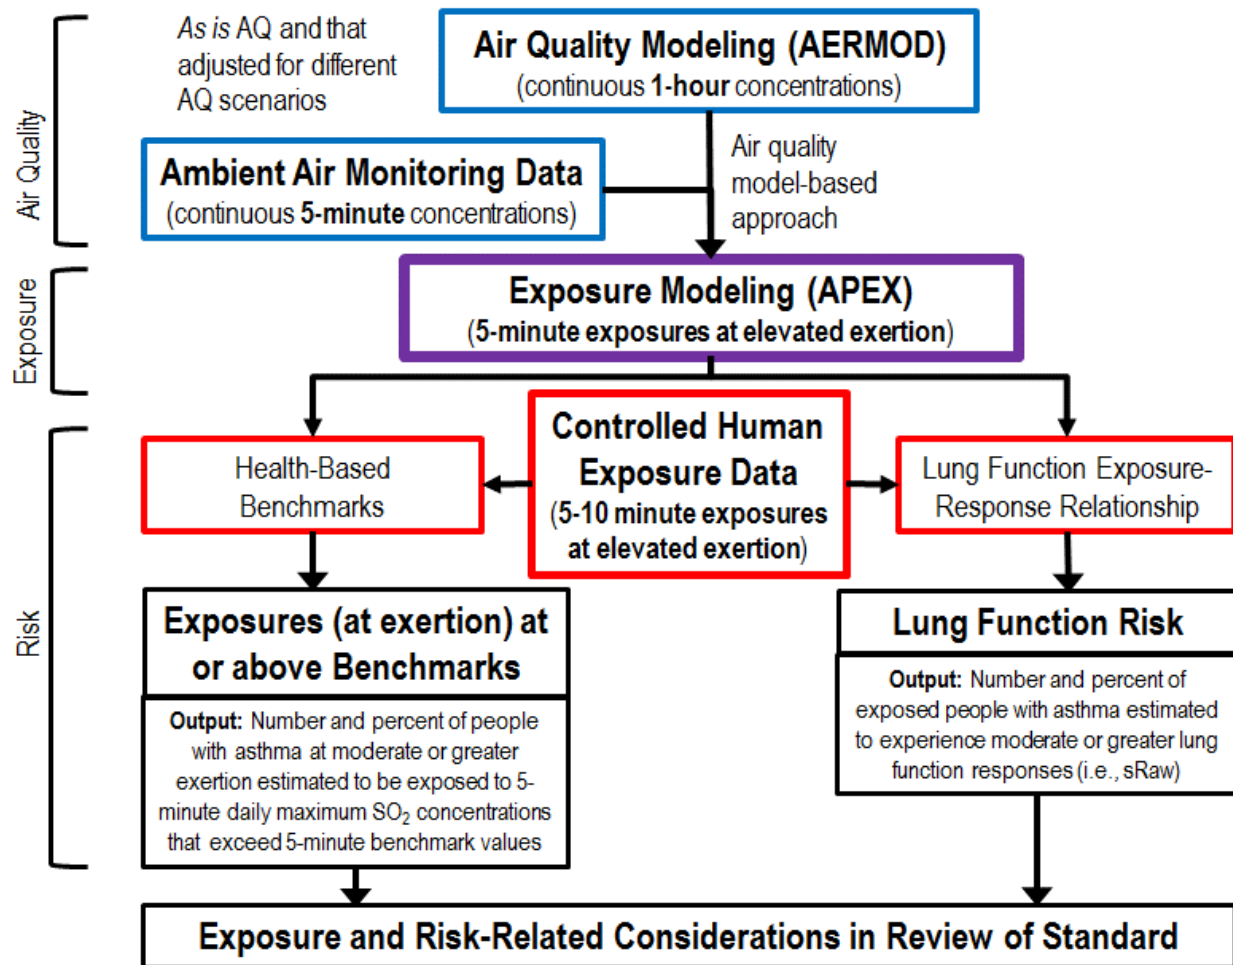 As is AQ and that
adjusted for different
AQ scenarios
Air Quality Modeling (AERMOD)
(continuous 1-hour concentrations)
Air Quality
Ambient Air Monitoring Data
(continuous 5-minute concentrations)
Air quality
model-based
approach
Exposure
Exposure Modeling (APEX)
(5-minute exposures at elevated exertion)
Risk
Health-Based
Benchmarks
Controlled Human
Exposure Data
(5-10 minute exposures
at elevated exertion)
Lung Function Exposure-
Response Relationship
Exposures (at exertion) at
or above Benchmarks
Output: Number and percent of people
with asthma at moderate or greater
exertion estimated to be exposed to 5-
minute daily maximum SO₂ concentrations
that exceed 5-minute benchmark values
Lung Function Risk
Output: Number and percent of
exposed people with asthma estimated
to experience moderate or greater lung
function responses (i.e., sRaw)
Exposure and Risk-Related Considerations in Review of Standard